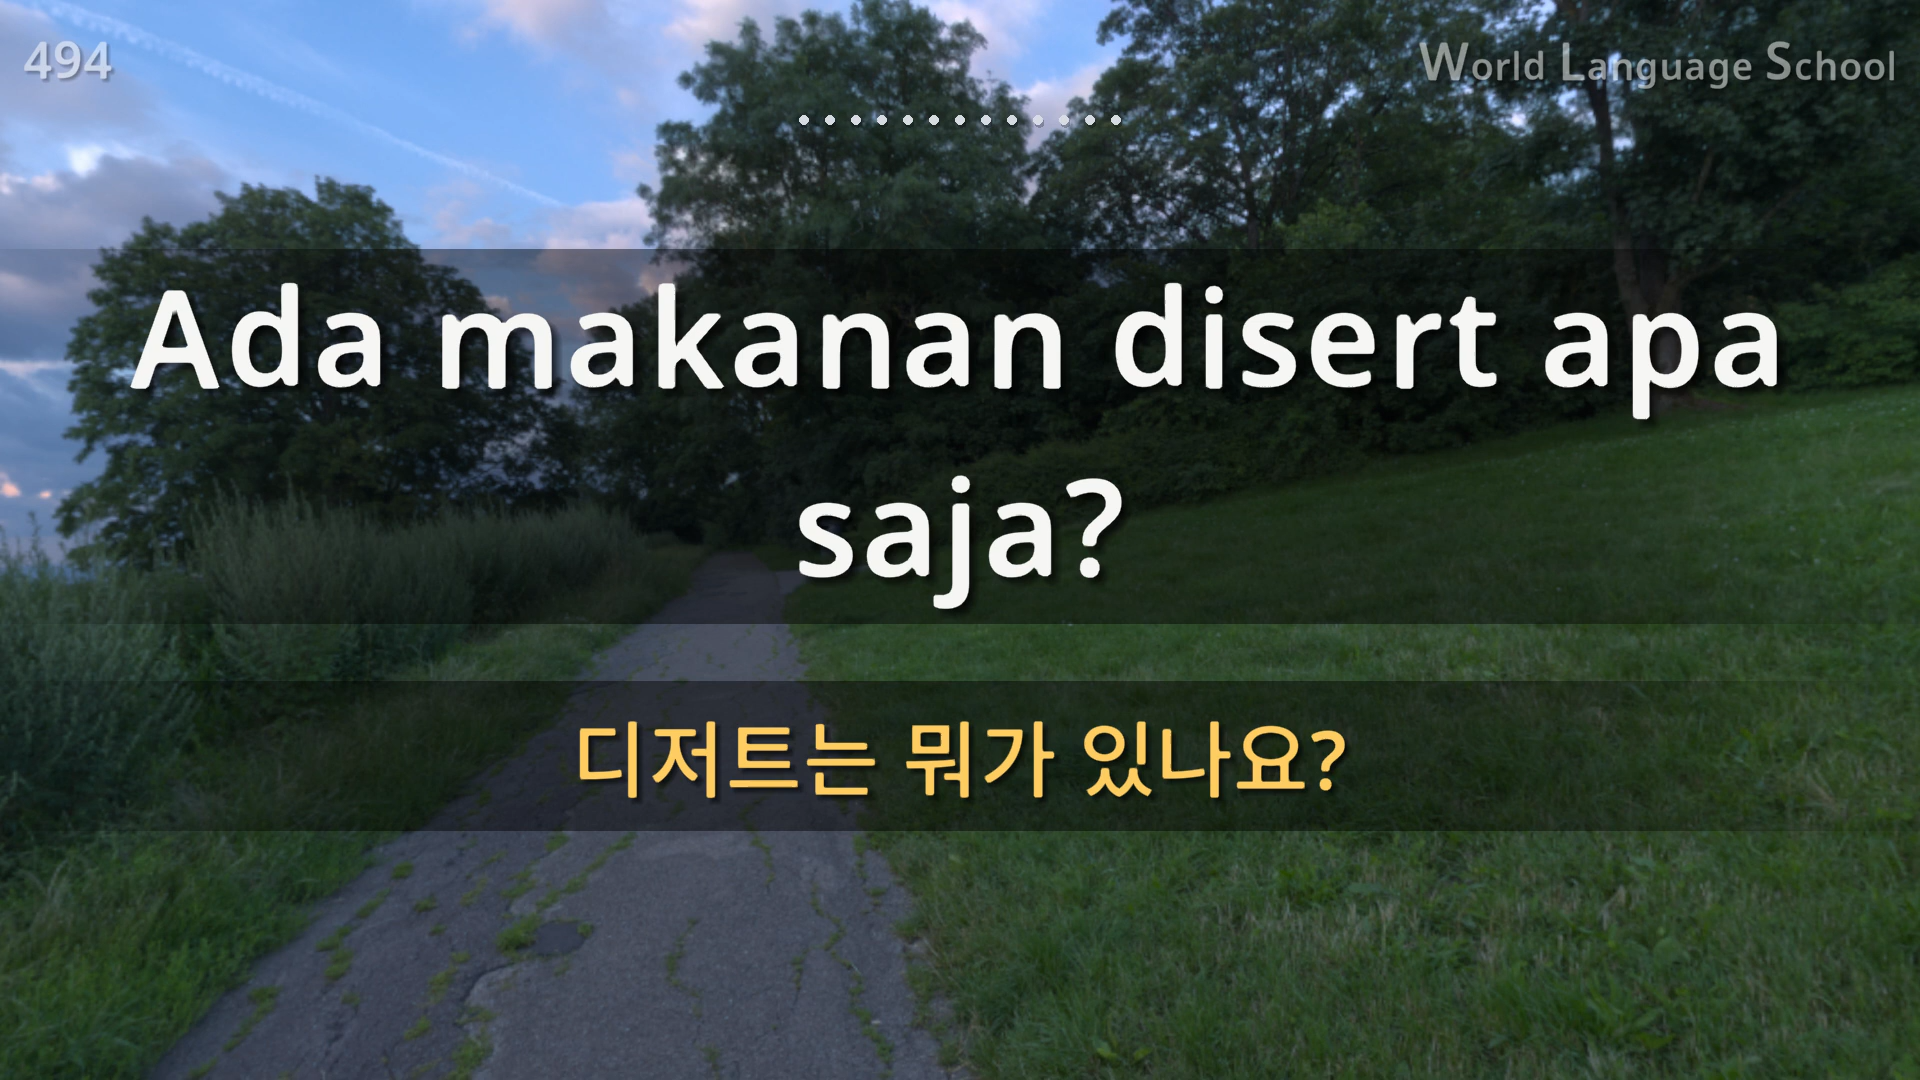 494
World Language School
Ada makanan disert apa
saja?
디저트는 뭐가 있나요?